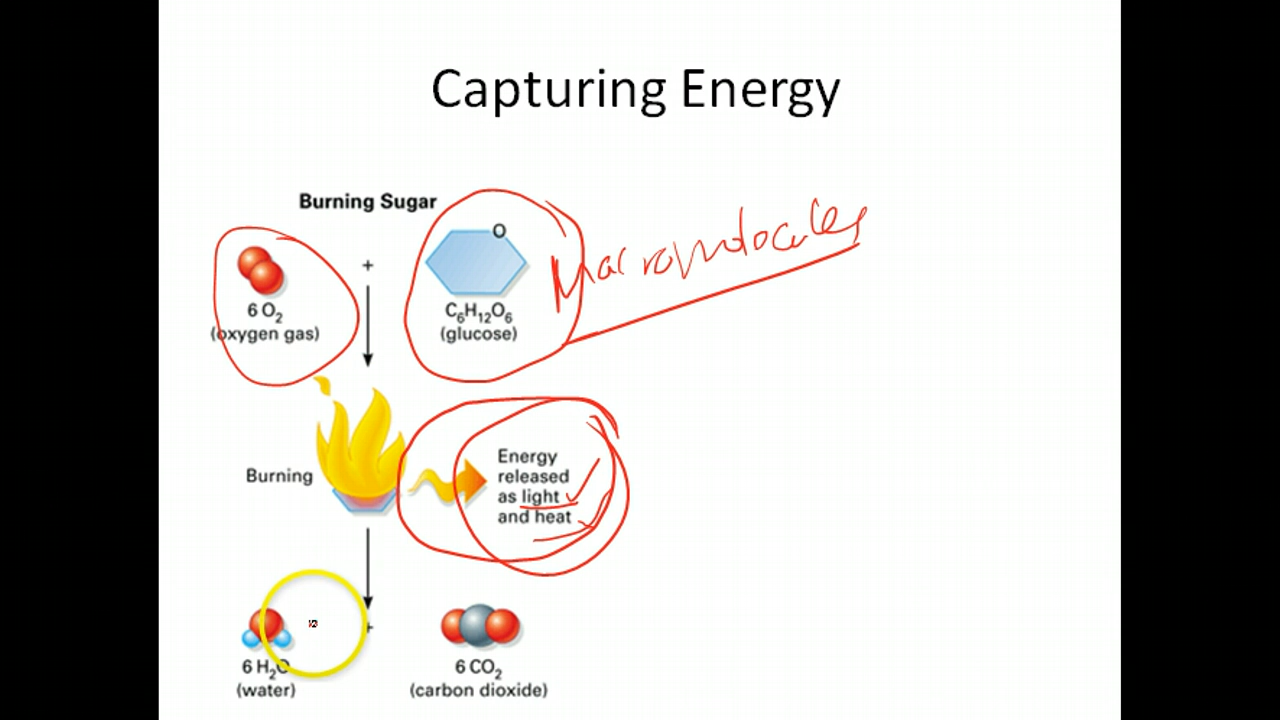 Capturing Energy
Burning Sugar
O
+
6 O₂
(oxygen gas)
C₆H₁₂O₆
(glucose)
Macromolocules
Burning
Energy
released
as light
and heat
+
6 H₂O
(water)
6 CO₂
(carbon dioxide)